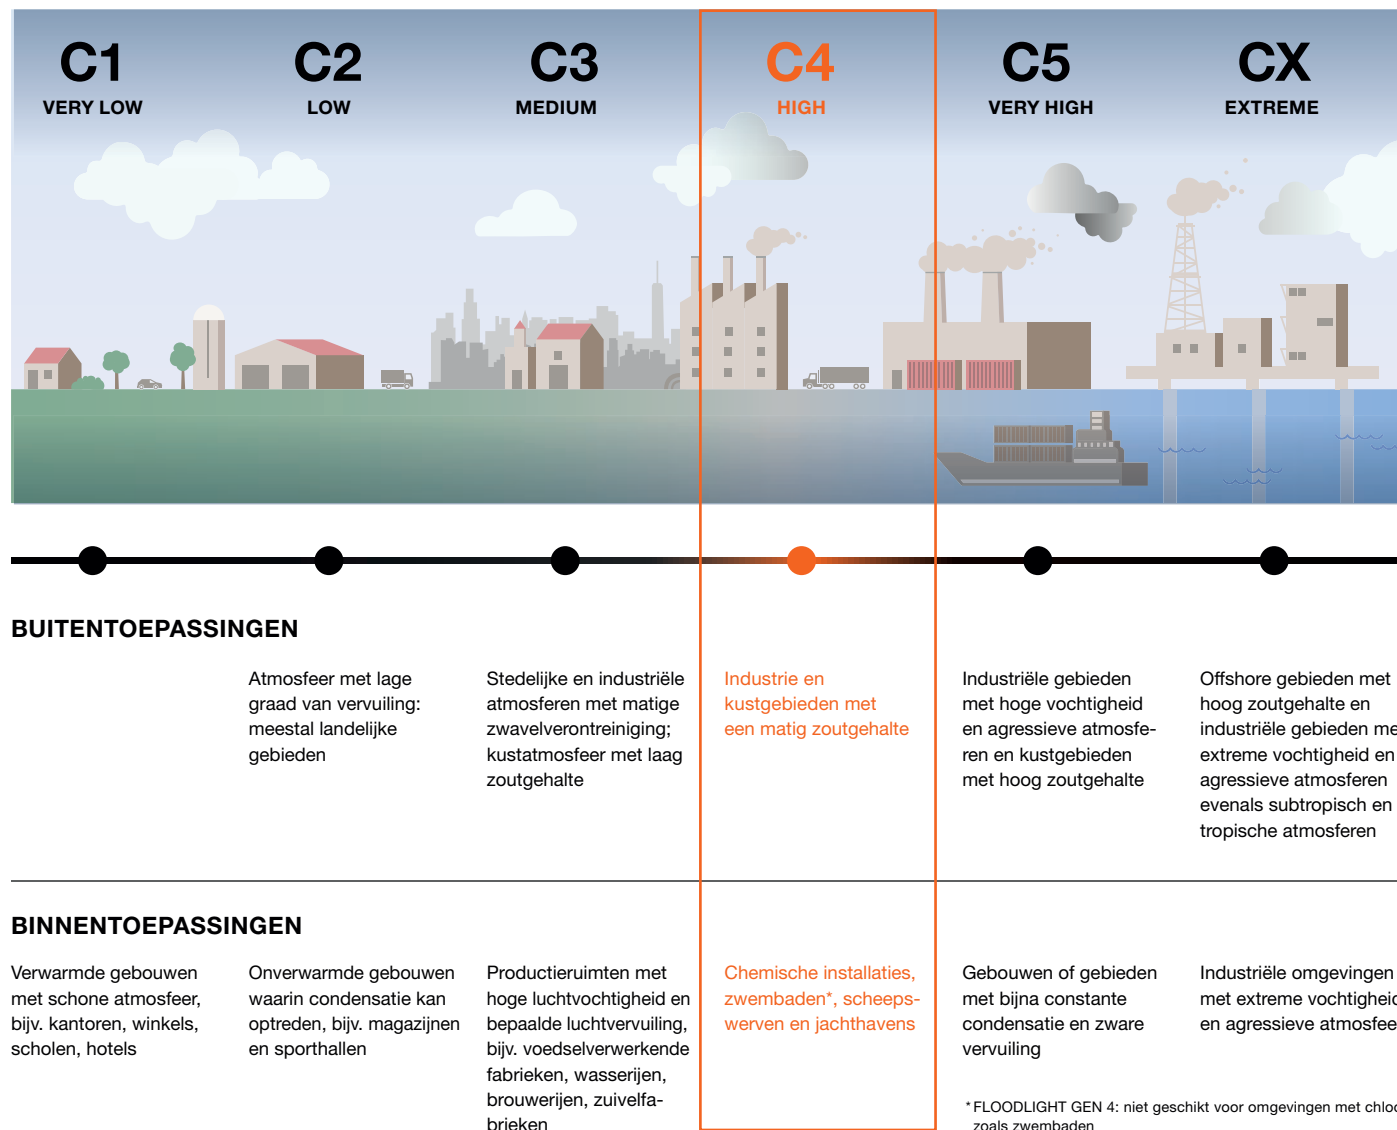 C1
VERY LOW
C2
LOW
C3
MEDIUM
C4
HIGH
C5
VERY HIGH
CX
EXTREME
BUITENTOEPASSINGEN
Atmosfeer met lage
graad van vervuiling:
meestal landelijke
gebieden
Stedelijke en industriële
atmosferen met matige
zwavelverontreiniging;
kustatmosfeer met laag
zoutgehalte
Industrie en
kustgebieden met
een matig zoutgehalte
Industriële gebieden
met hoge vochtigheid
en agressieve atmosfe-
ren en kustgebieden
met hoog zoutgehalte
Offshore gebieden met
hoog zoutgehalte en
industriële gebieden
extreme vochtigheid en
agressieve atmosferen
evenals subtropisch en
tropische atmosferen
BINNENTOEPASSINGEN
Verwarmde gebouwen
met schone atmosfeer,
bijv. kantoren, winkels,
scholen, hotels
Onverwarmde gebouwen
waarin condensatie kan
optreden, bijv. magazijnen
en sporthallen
Productieruimten met
hoge luchtvochtigheid en
bepaalde luchtvervuiling,
bijv. voedselverwerkende
fabrieken, wasserijen,
brouwerijen, zuivelfa-
brieken
Chemische installaties,
zwembaden*, scheeps-
werven en jachthavens
Gebouwen of gebieden
met bijna constante
condensatie en zware
vervuiling
Industriële omgevingen
met extreme
en agressieve
* FLOODLIGHT GEN 4: niet geschikt voor omgevingen met
zoals zwembaden